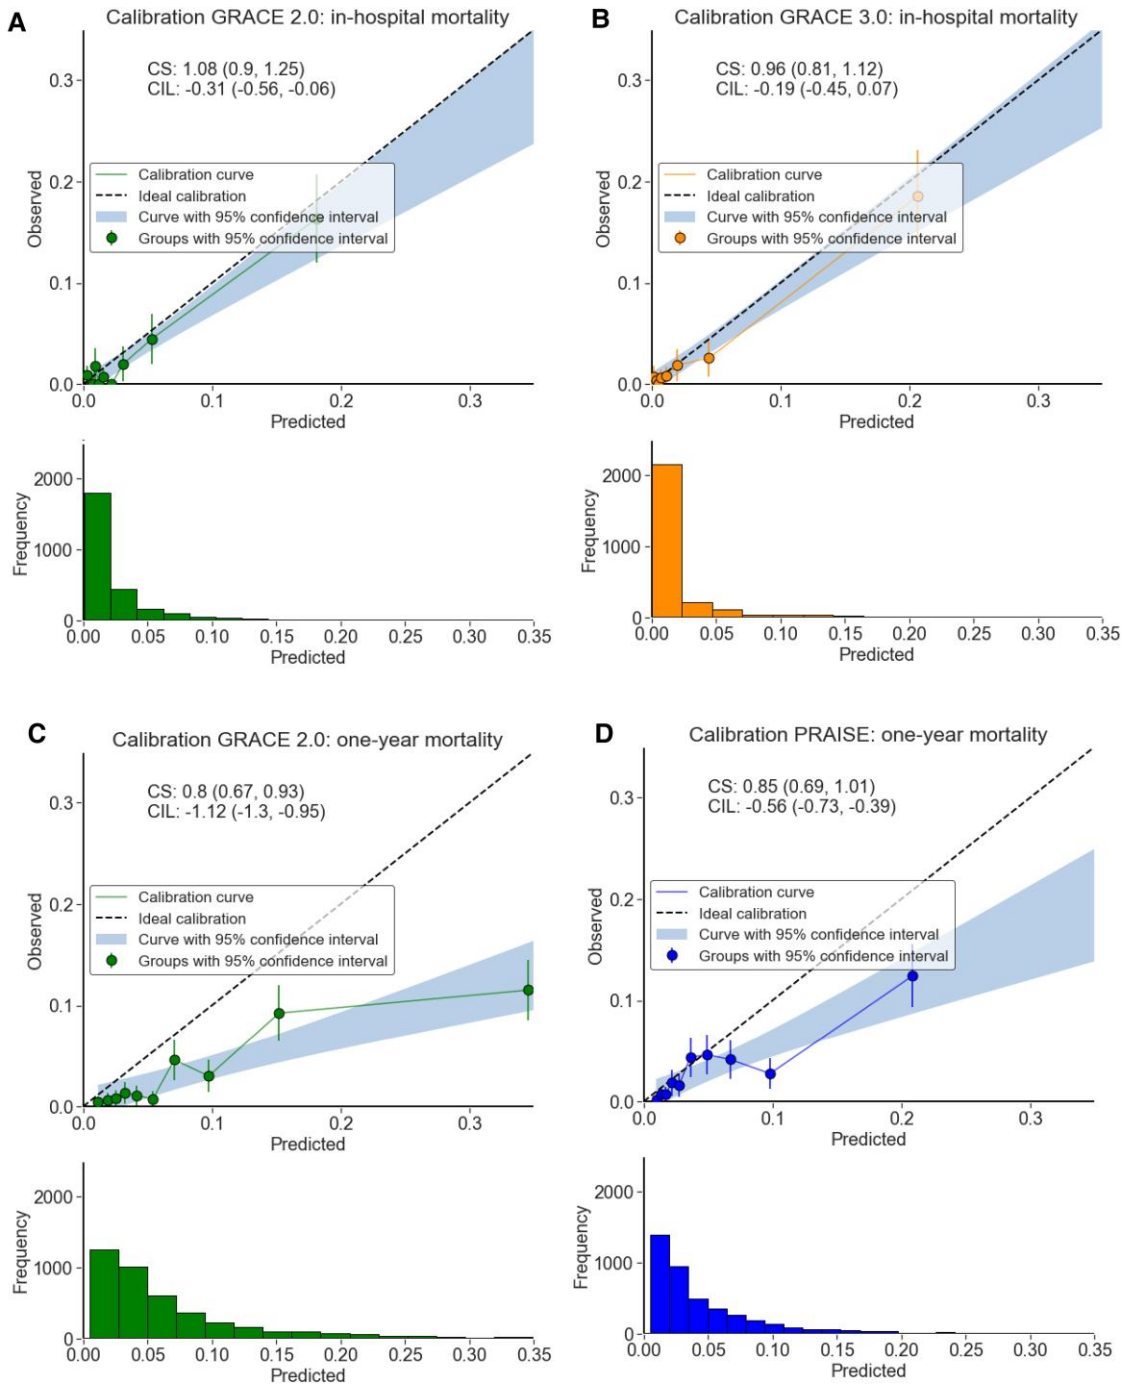 A
Calibration GRACE 2.0: in-hospital mortality
CS: 1.08 (0.9, 1.25)
CIL: -0.31 (-0.56, -0.06)
Calibration curve
Ideal calibration
Curve with 95% confidence interval
Groups with 95% confidence interval
Observed
0.3
0.2
0.1
0.0
0.0 0.1 0.2 0.3
Predicted
Frequency
2000
1000
0
0.00 0.05 0.10 0.15 0.20 0.25 0.30 0.35
Predicted
B
Calibration GRACE 3.0: in-hospital mortality
CS: 0.96 (0.81, 1.12)
CIL: -0.19 (-0.45, 0.07)
Calibration curve
Ideal calibration
Curve with 95% confidence interval
Groups with 95% confidence interval
Observed
0.3
0.2
0.1
0.0
0.0 0.1 0.2 0.3
Predicted
Frequency
2000
1000
0
0.00 0.05 0.10 0.15 0.20 0.25 0.30 0.35
Predicted
C
Calibration GRACE 2.0: one-year mortality
CS: 0.8 (0.67, 0.93)
CIL: -1.12 (-1.3, -0.95)
Calibration curve
Ideal calibration
Curve with 95% confidence interval
Groups with 95% confidence interval
Observed
0.3
0.2
0.1
0.0
0.0 0.1 0.2 0.3
Predicted
Frequency
2000
1000
0
0.00 0.05 0.10 0.15 0.20 0.25 0.30 0.35
Predicted
D
Calibration PRAISE: one-year mortality
CS: 0.85 (0.69, 1.01)
CIL: -0.56 (-0.73, -0.39)
Calibration curve
Ideal calibration
Curve with 95% confidence interval
Groups with 95% confidence interval
Observed
0.3
0.2
0.1
0.0
0.0 0.1 0.2 0.3
Predicted
Frequency
2000
1000
0
0.00 0.05 0.10 0.15 0.20 0.25 0.30 0.35
Predicted